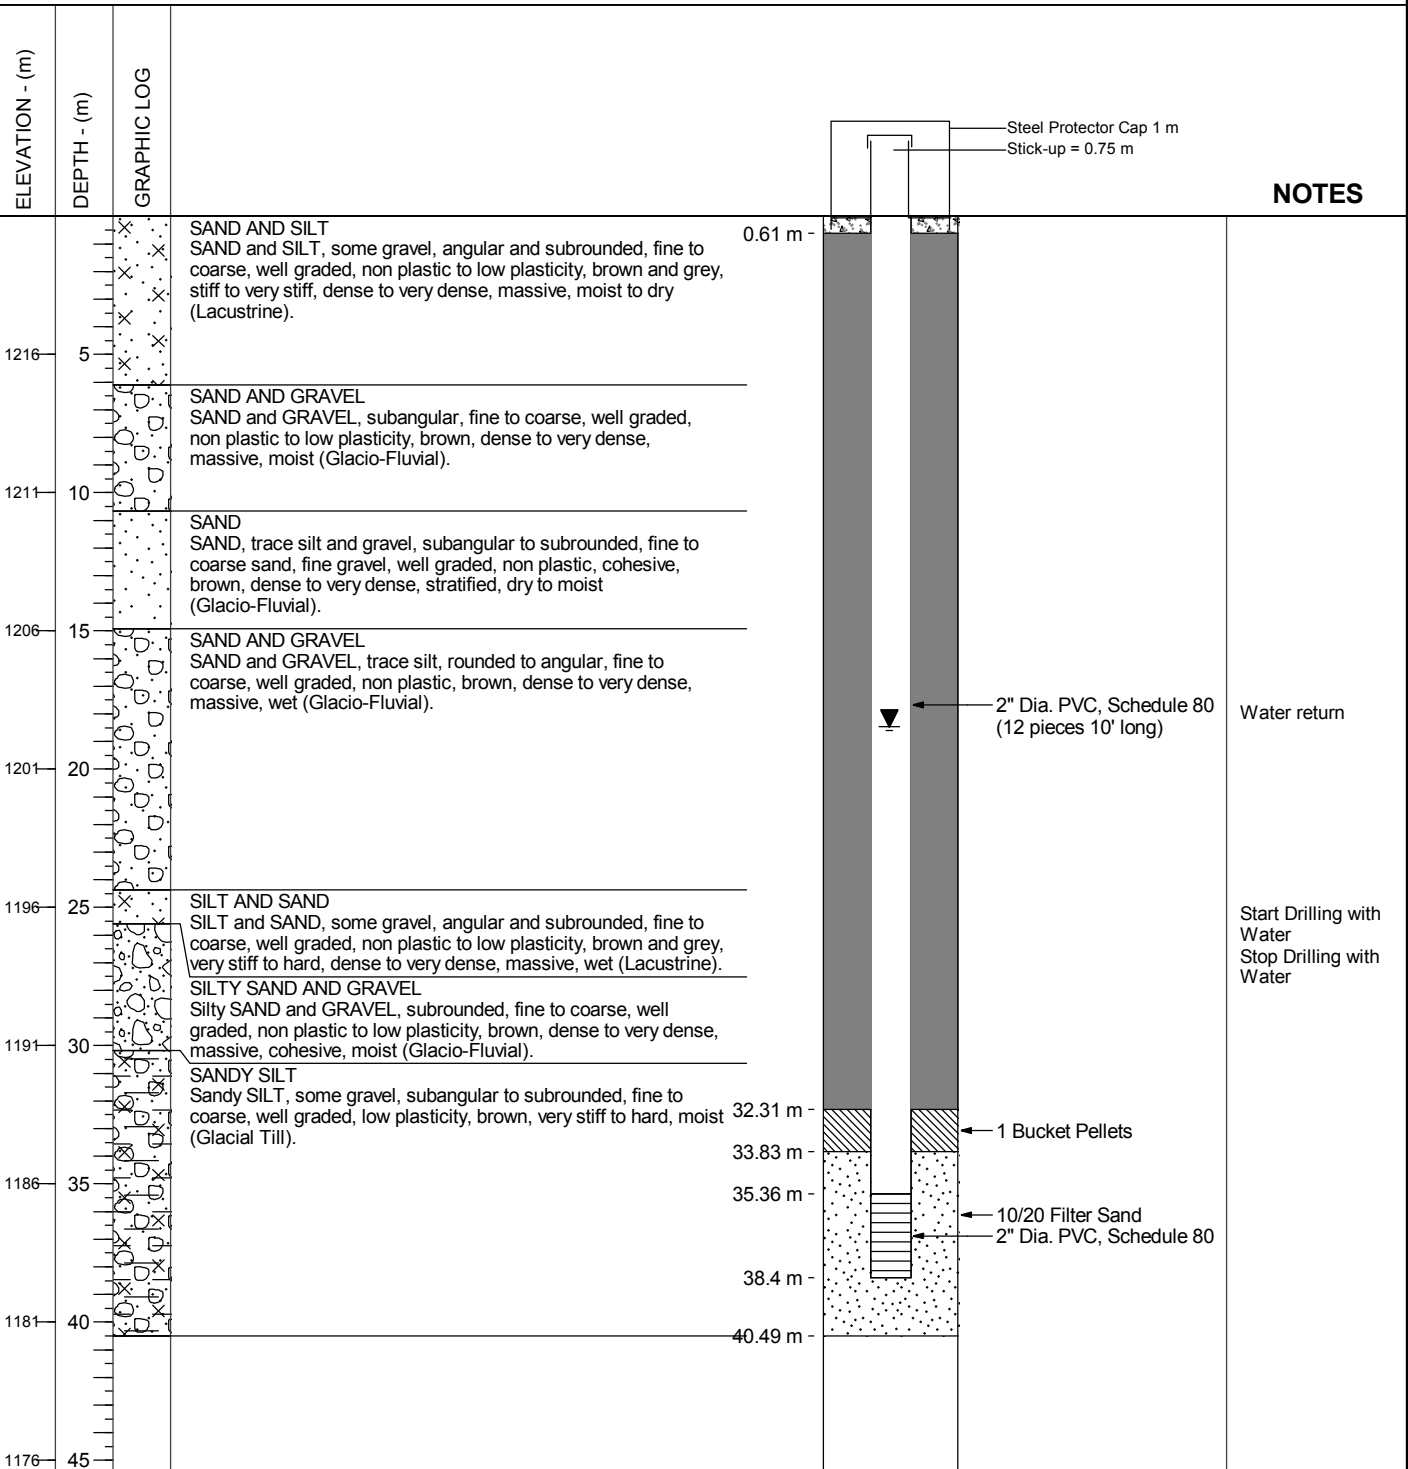 ELEVATION - (m)
DEPTH - (m)
GRAPHIC LOG
Steel Protector Cap 1 m
Stick-up = 0.75 m
NOTES
SAND AND SILT
SAND and SILT, some gravel, angular and subrounded, fine to
coarse, well graded, non plastic to low plasticity, brown and grey,
stiff to very stiff, dense to very dense, massive, moist to dry
(Lacustrine).
0.61 m
1216
5
SAND AND GRAVEL
SAND and GRAVEL, subangular, fine to coarse, well graded,
non plastic to low plasticity, brown, dense to very dense,
massive, moist (Glacio-Fluvial).
1211
10
SAND
SAND, trace silt and gravel, subangular to subrounded, fine to
coarse sand, fine gravel, well graded, non plastic, cohesive,
brown, dense to very dense, stratified, dry to moist
(Glacio-Fluvial).
1206
15
SAND AND GRAVEL
SAND and GRAVEL, trace silt, rounded to angular, fine to
coarse, well graded, non plastic, brown, dense to very dense,
massive, wet (Glacio-Fluvial).
2" Dia. PVC, Schedule 80
(12 pieces 10' long)
Water return
1201
20
1196
25
SILT AND SAND
SILT and SAND, some gravel, angular and subrounded, fine to
coarse, well graded, non plastic to low plasticity, brown and grey,
very stiff to hard, dense to very dense, massive, wet (Lacustrine).
Start Drilling with
Water
Stop Drilling with
Water
SILTY SAND AND GRAVEL
Silty SAND and GRAVEL, subrounded, fine to coarse, well
graded, non plastic to low plasticity, brown, dense to very dense,
massive, cohesive, moist (Glacio-Fluvial).
1191
30
SANDY SILT
Sandy SILT, some gravel, subangular to subrounded, fine to
coarse, well graded, low plasticity, brown, very stiff to hard, moist
(Glacial Till).
32.31 m
1 Bucket Pellets
33.83 m
1186
35
35.36 m
10/20 Filter Sand
2" Dia. PVC, Schedule 80
38.4 m
1181
40
40.49 m
1176
45